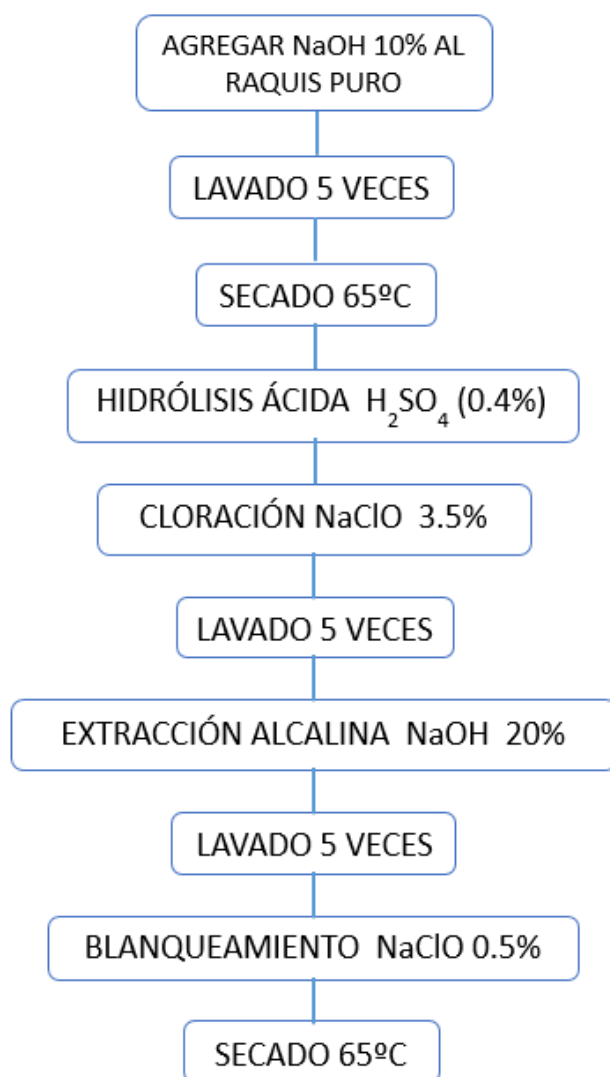 AGREGAR NaOH 10% AL
RAQUIS PURO
LAVADO 5 VECES
SECADO 65ºC
HIDRÓLISIS ÁCIDA H₂SO₄ (0.4%)
CLORACIÓN NaClO 3.5%
LAVADO 5 VECES
EXTRACCIÓN ALCALINA NaOH 20%
LAVADO 5 VECES
BLANQUEAMIENTO NaClO 0.5%
SECADO 65ºC